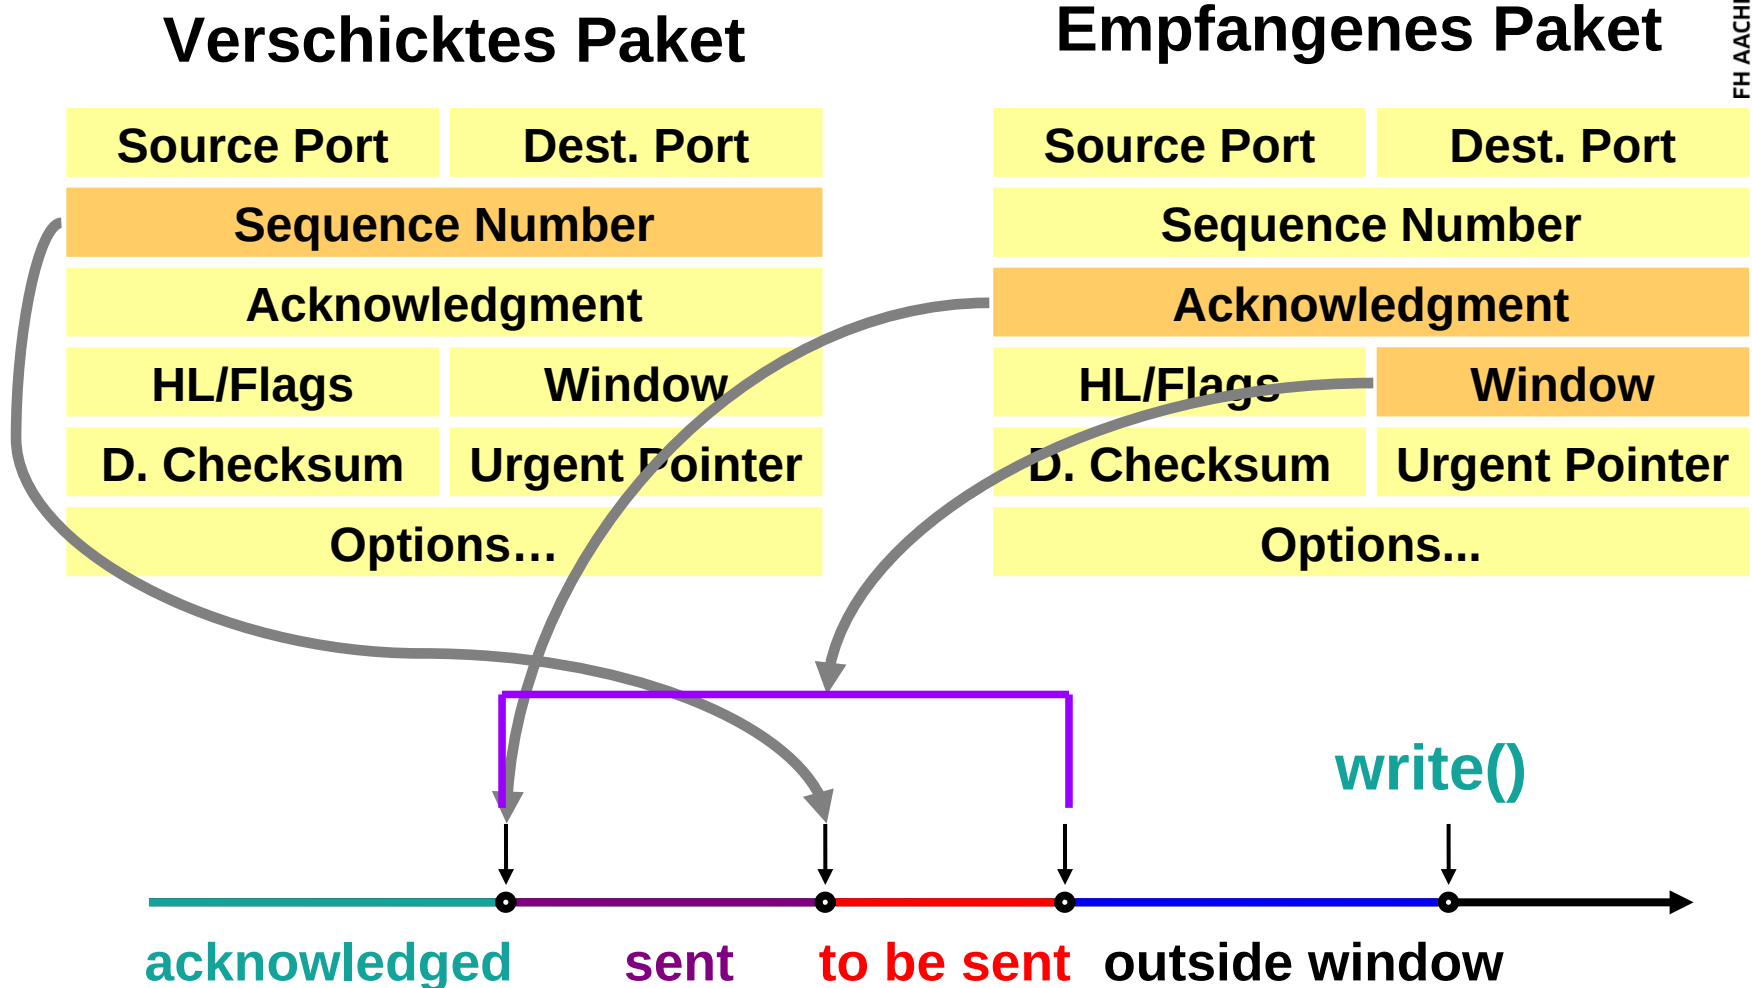 Verschicktes Paket
Empfangenes Paket
FH AACH
Source Port Dest. Port
Sequence Number
Acknowledgment
HL/Flags Window
D. Checksum Urgent Pointer
Options…
Source Port Dest. Port
Sequence Number
Acknowledgment
HL/Flags Window
D. Checksum Urgent Pointer
Options...
write()
acknowledged sent to be sent outside window